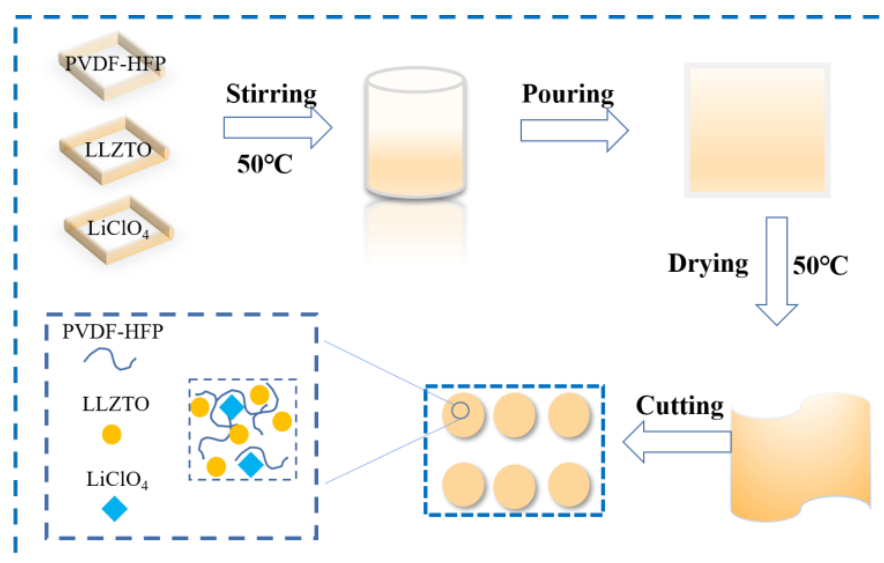 PVDF-HFP
LLZTO
LiClO₄
Stirring
50℃
Pouring
Drying
50℃
Cutting
PVDF-HFP
LLZTO
LiClO₄